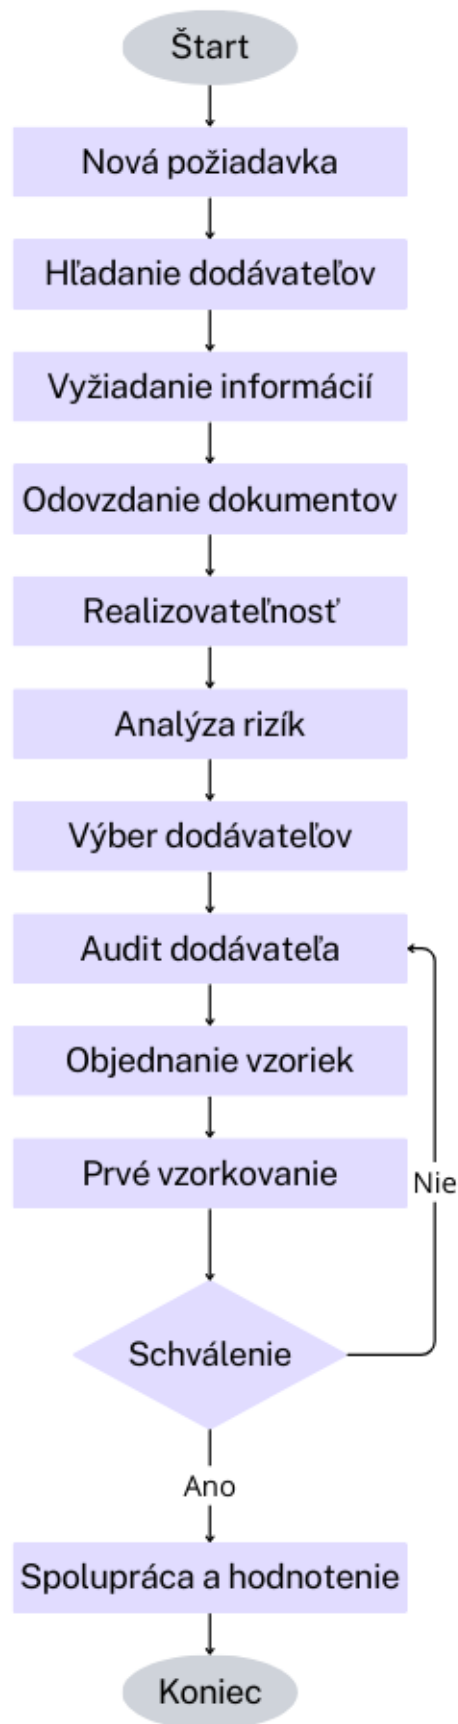 Štart
Nová požiadavka
Hľadanie dodávateľov
Vyžiadanie informácií
Odovzdanie dokumentov
Realizovateľnosť
Analýza rizík
Výber dodávateľov
Audit dodávateľa
Objednanie vzoriek
Prvé vzorkovanie
Nie
Schválenie
Ano
Spolupráca a hodnotenie
Koniec